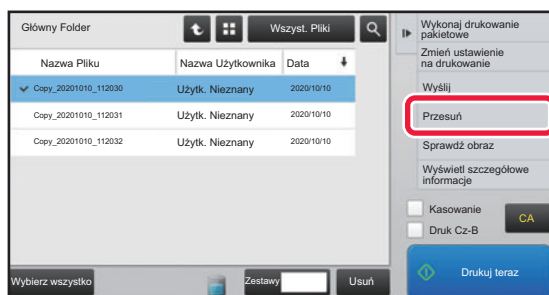 Główny Folder
Wszyst. Pliki
Nazwa Pliku
Nazwa Użytkownika
Data
Copy_20201010_112030
Użytk. Nieznany
2020/10/10
Copy_20201010_112031
Użytk. Nieznany
2020/10/10
Copy_20201010_112032
Użytk. Nieznany
2020/10/10
Wybierz wszystko
Zestawy
Usuń
Wykonaj drukowanie
pakietowe
Zmień ustawienie
na drukowanie
Wyślij
Przesuń
Sprawdź obraz
Wyświetl szczegółowe
informacje
Kasowanie
Druk Cz-B
CA
Drukuj teraz